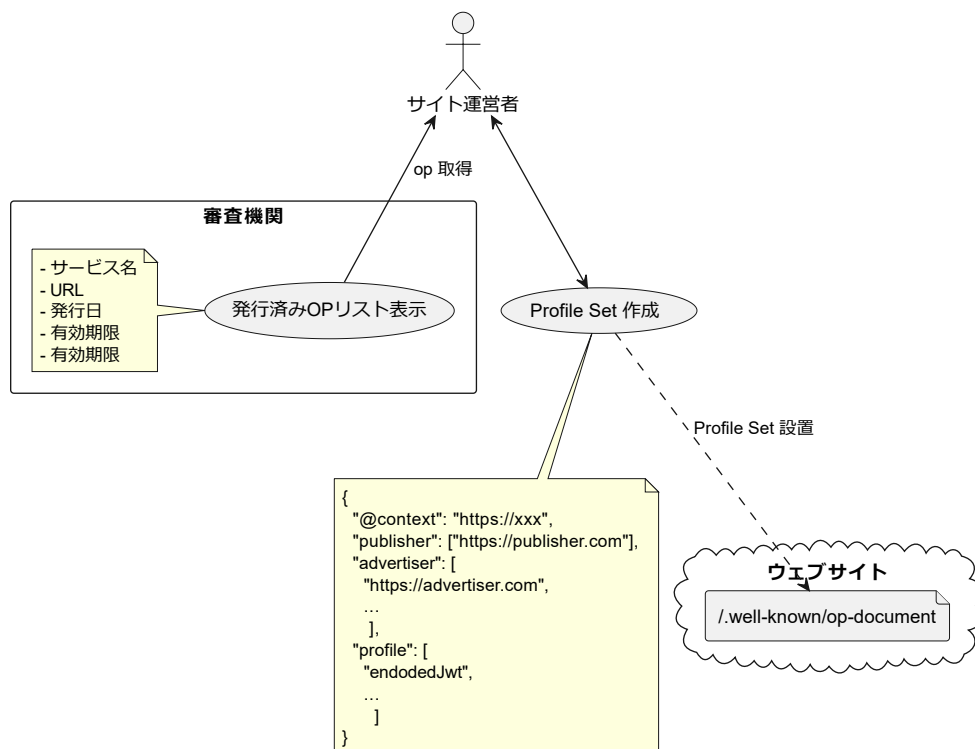 サイト運営者
op 取得
審査機関
- サービス名
- URL
- 発行日
- 有効期限
- 有効期限
発行済みOPリスト表示
Profile Set 作成
Profile Set 設置
{
"@context": "https://xxx",
"publisher": ["https://publisher.com"],
"advertiser": [
"https://advertiser.com",
…
],
"profile": [
"endodedJwt",
…
]
}
ウェブサイト
/.well-known/op-document